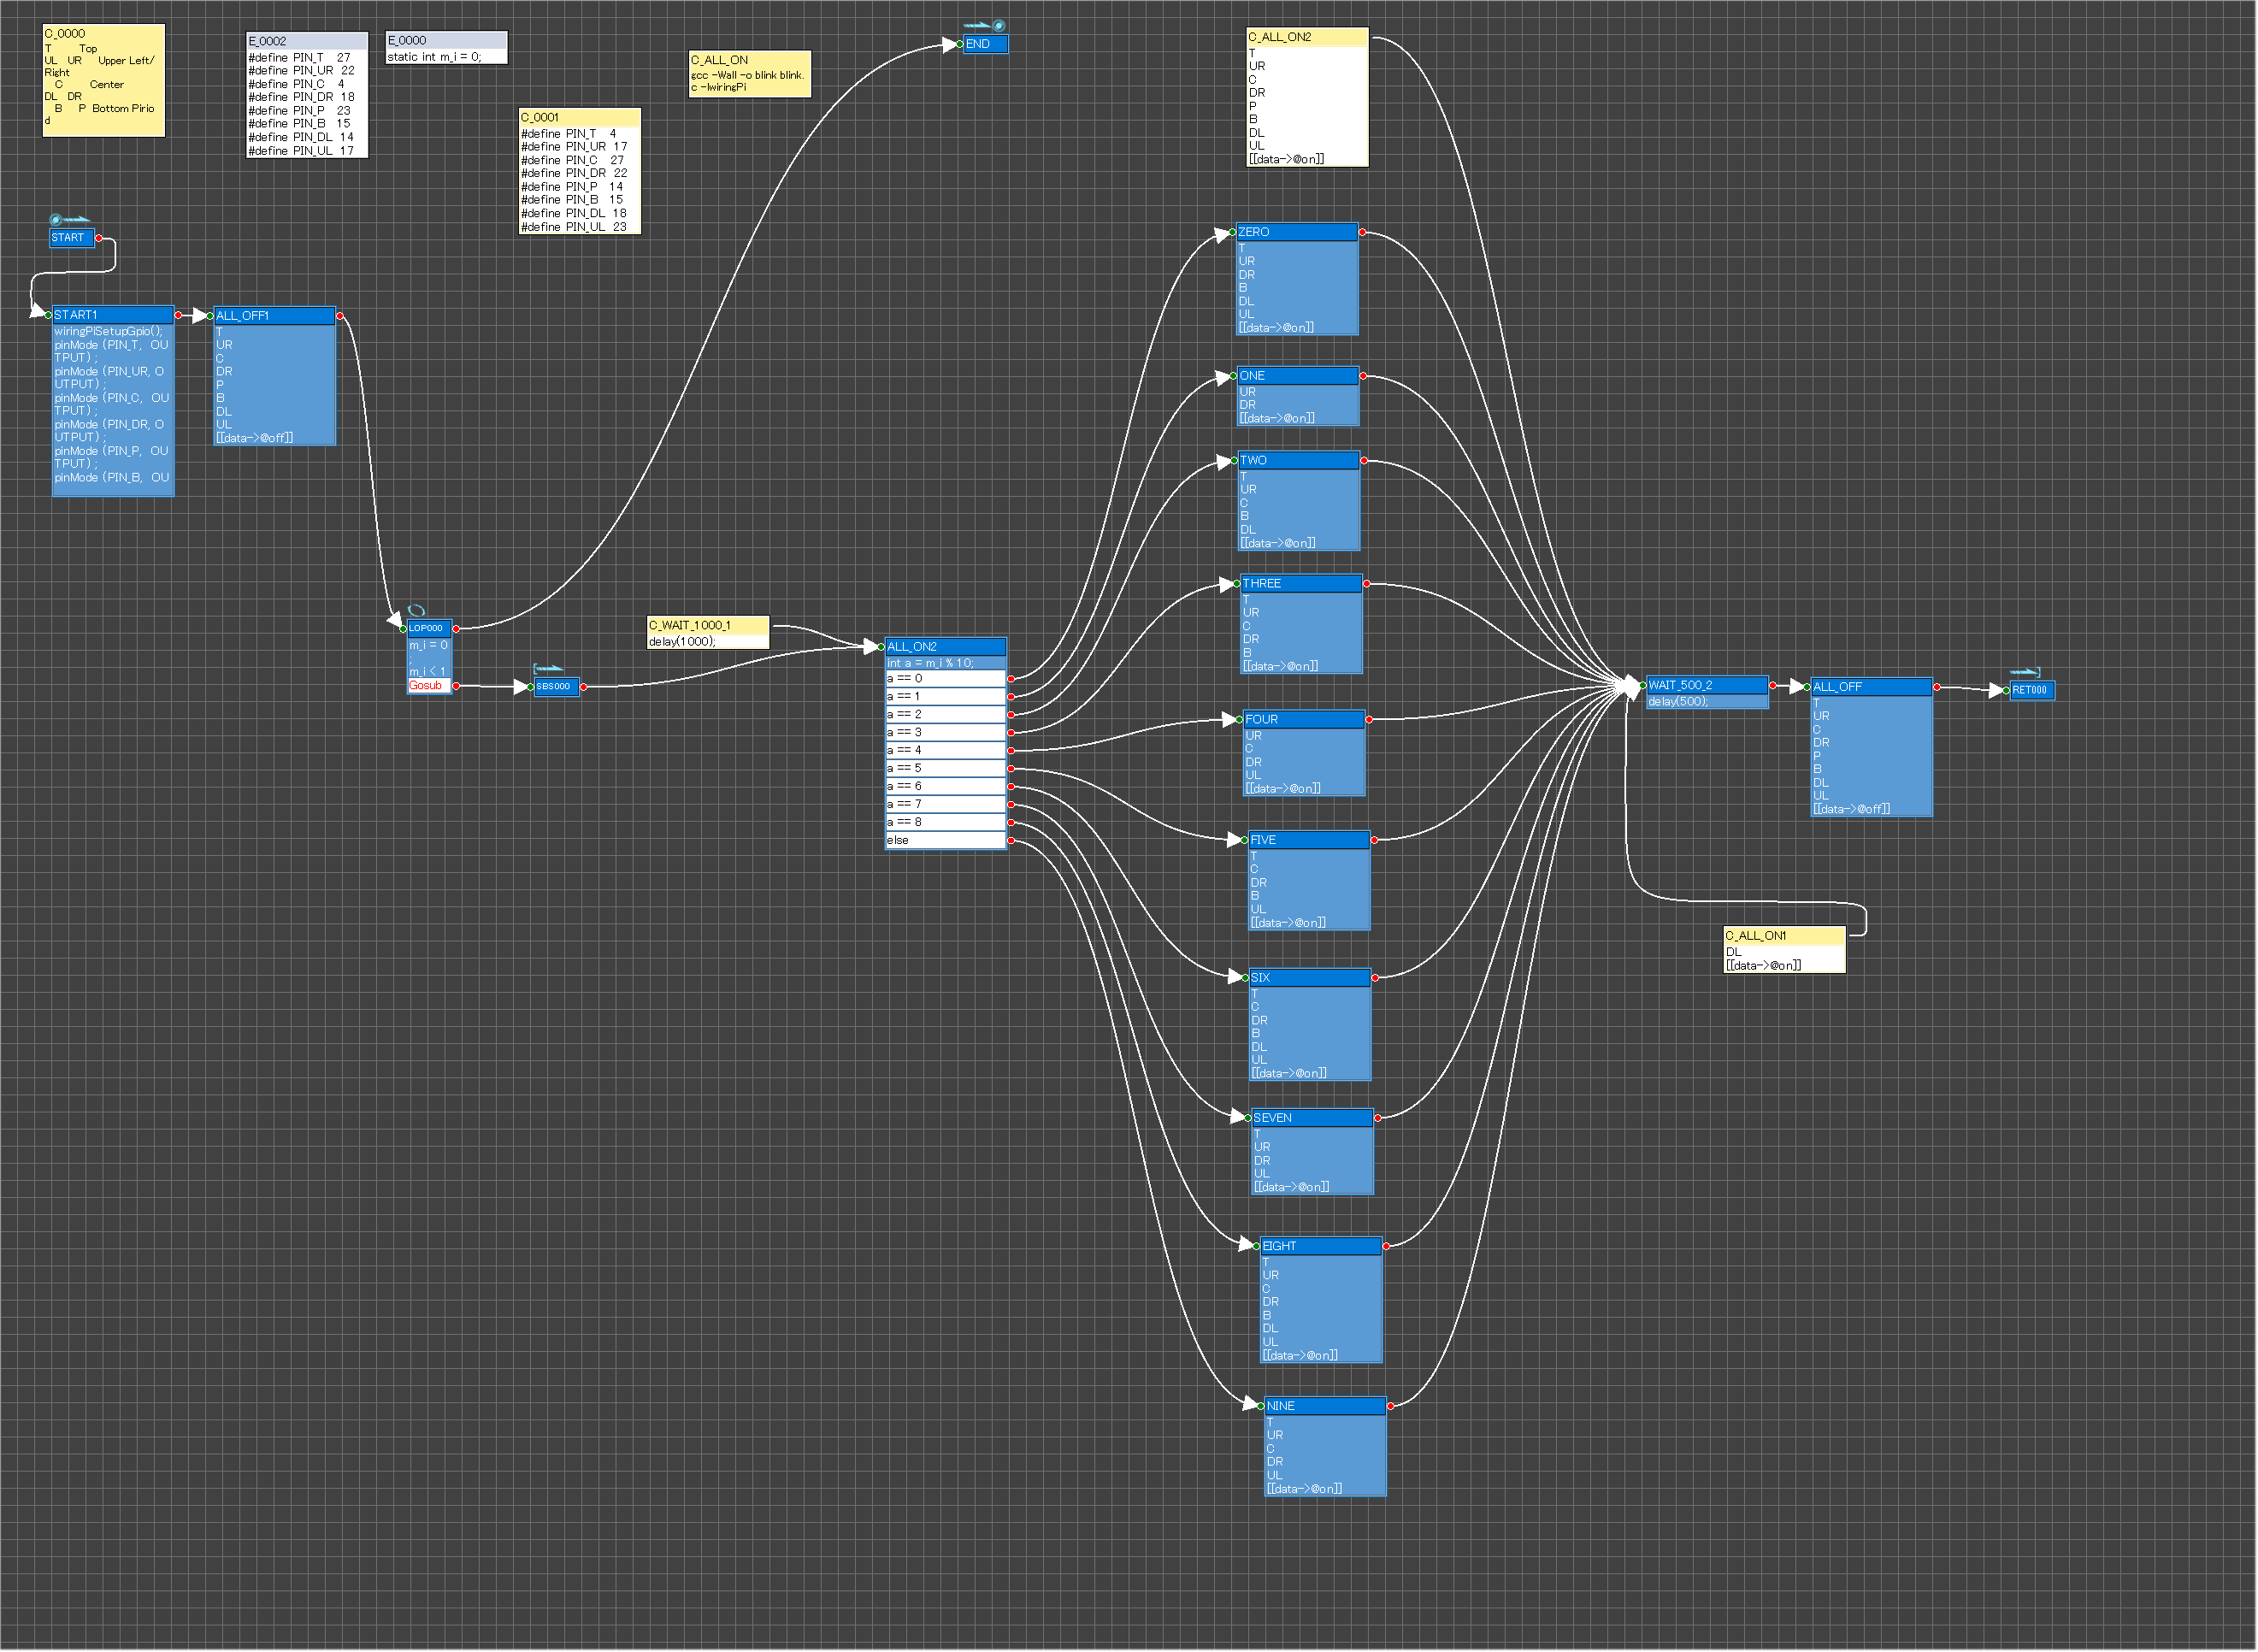 C_0000
T Top
UL UR Upper Left/
Right
C Center
DL DR
B P Bottom Pirio
d
E_0002
#define PIN_T 27
#define PIN_UR 22
#define PIN_C 4
#define PIN_DR 18
#define PIN_P 23
#define PIN_B 15
#define PIN_DL 14
#define PIN_UL 17
E_0000
static int m_i = 0;
C_0001
#define PIN_T 4
#define PIN_UR 17
#define PIN_C 27
#define PIN_DR 22
#define PIN_P 14
#define PIN_B 15
#define PIN_DL 18
#define PIN_UL 23
C_ALL_ON
gcc -Wall -o blink blink.
c -lwiringPi
END
C_ALL_ON2
T
UR
C
DR
P
B
DL
UL
[[data->@on]]
START
START1
wiringPiSetupGpio();
pinMode (PIN_T, OU
TPUT) ;
pinMode (PIN_UR, O
UTPUT) ;
pinMode (PIN_C, OU
TPUT) ;
pinMode (PIN_DR, O
UTPUT) ;
pinMode (PIN_P, OU
TPUT) ;
pinMode (PIN_B, OU
ALL_OFF1
T
UR
C
DR
P
B
DL
UL
[[data->@off]]
LOP000
m_i = 0
;
m_i < 1
Gosub
SBS000
C_WAIT_1000_1
delay(1000);
ALL_ON2
int a = m_i % 10;
a == 0
a == 1
a == 2
a == 3
a == 4
a == 5
a == 6
a == 7
a == 8
else
ZERO
T
UR
DR
B
DL
UL
[[data->@on]]
ONE
UR
DR
[[data->@on]]
TWO
T
UR
C
B
DL
[[data->@on]]
THREE
T
UR
C
DR
B
[[data->@on]]
FOUR
UR
C
DR
UL
[[data->@on]]
FIVE
T
C
DR
B
UL
[[data->@on]]
SIX
T
C
DR
B
DL
UL
[[data->@on]]
SEVEN
T
UR
DR
UL
[[data->@on]]
EIGHT
T
UR
C
DR
B
DL
UL
[[data->@on]]
NINE
T
UR
C
DR
UL
[[data->@on]]
WAIT_500_2
delay(500);
ALL_OFF
T
UR
C
DR
P
B
DL
UL
[[data->@off]]
RET000
C_ALL_ON1
DL
[[data->@on]]